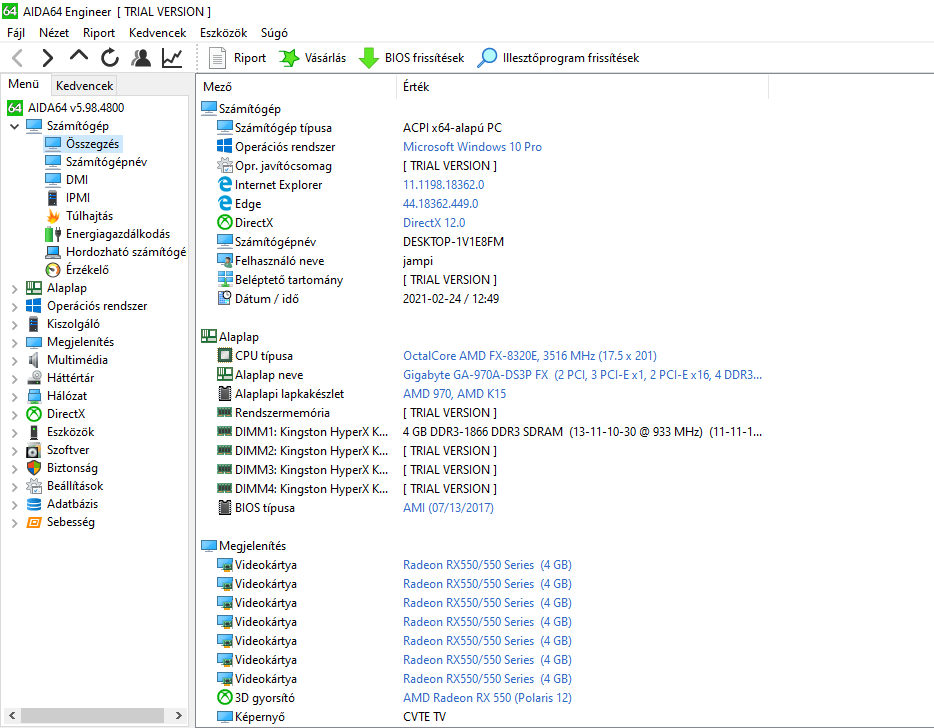 64 AIDA64 Engineer [ TRIAL VERSION ]
Fájl Nézet Riport Kedvencek Eszközök Súgó
Riport Vásárlás BIOS frissítések Illesztőprogram frissítések
Menü Kedvencek
64 AIDA64 v5.98.4800
Számítógép
Összegzés
Számítógépnév
DMI
IPMI
Túlhajtás
Energiagazdálkodás
Hordozható számítógé
Érzékelő
Alaplap
Operációs rendszer
Kiszolgáló
Megjelenítés
Multimédia
Háttértár
Hálózat
DirectX
Eszközök
Szoftver
Biztonság
Beállítások
Adatbázis
Sebesség
Mező Érték
Számítógép
Számítógép típusa ACPI x64-alapú PC
Operációs rendszer Microsoft Windows 10 Pro
Opr. javítócsomag [ TRIAL VERSION ]
Internet Explorer 11.1198.18362.0
Edge 44.18362.449.0
DirectX DirectX 12.0
Számítógépnév DESKTOP-1V1E8FM
Felhasználó neve jampi
Beléptető tartomány [ TRIAL VERSION ]
Dátum / idő 2021-02-24 / 12:49
Alaplap
CPU típusa OctalCore AMD FX-8320E, 3516 MHz (17.5 x 201)
Alaplap neve Gigabyte GA-970A-DS3P FX (2 PCI, 3 PCI-E x1, 2 PCI-E x16, 4 DDR3...
Alaplapi lapkakészlet AMD 970, AMD K15
Rendszermemória [ TRIAL VERSION ]
DIMM1: Kingston HyperX K... 4 GB DDR3-1866 DDR3 SDRAM (13-11-10-30 @ 933 MHz) (11-11-1...
DIMM2: Kingston HyperX K... [ TRIAL VERSION ]
DIMM3: Kingston HyperX K... [ TRIAL VERSION ]
DIMM4: Kingston HyperX K... [ TRIAL VERSION ]
BIOS típusa AMI (07/13/2017)
Megjelenítés
Videokártya Radeon RX550/550 Series (4 GB)
Videokártya Radeon RX550/550 Series (4 GB)
Videokártya Radeon RX550/550 Series (4 GB)
Videokártya Radeon RX550/550 Series (4 GB)
Videokártya Radeon RX550/550 Series (4 GB)
Videokártya Radeon RX550/550 Series (4 GB)
Videokártya Radeon RX550/550 Series (4 GB)
3D gyorsító AMD Radeon RX 550 (Polaris 12)
Képernyő CVTE TV